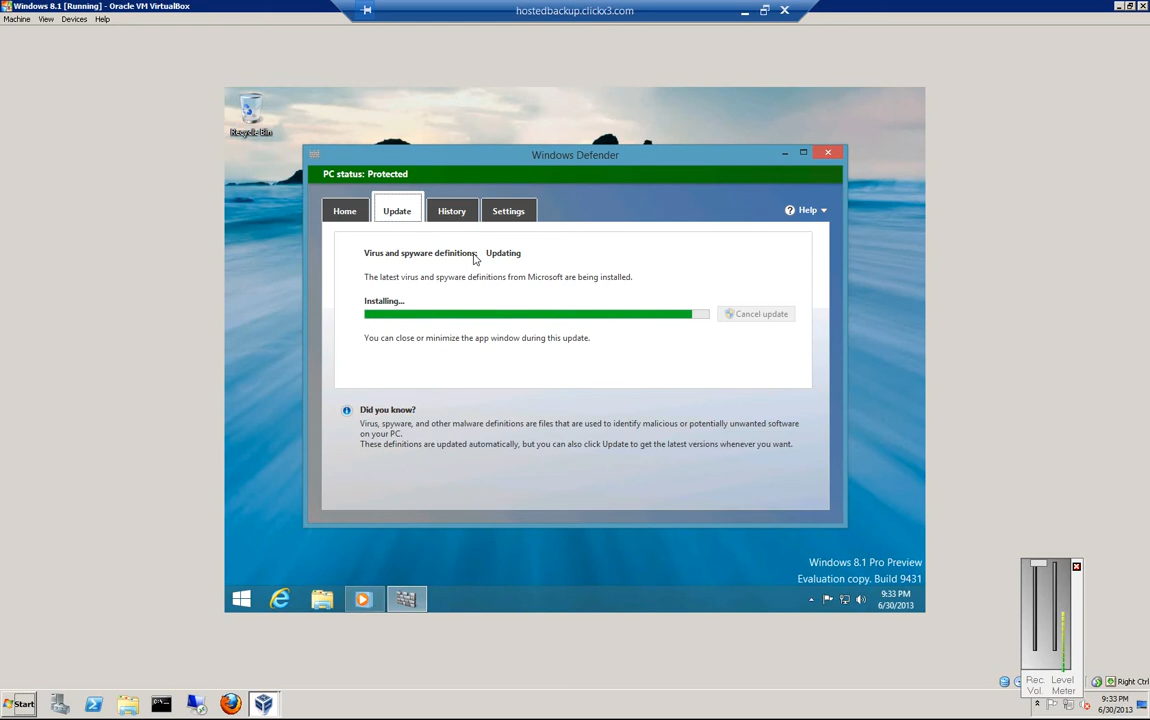 Windows 8.1 [Running] - Oracle VM VirtualBox
hostedbackup.clickx3.com
Machine View Devices Help
Recycle Bin
Windows Defender
PC status: Protected
Home Update History Settings Help
Virus and spyware definitions: Updating
The latest virus and spyware definitions from Microsoft are being installed.
Installing...
Cancel update
You can close or minimize the app window during this update.
Did you know?
Virus, spyware, and other malware definitions are files that are used to identify malicious or potentially unwanted software
on your PC.
These definitions are updated automatically, but you can also click Update to get the latest versions whenever you want.
Windows 8.1 Pro Preview
Evaluation copy. Build 9431
9:33 PM
6/30/2013
Rec. Level
Vol. Meter
Right Ctrl
Start
9:33 PM
6/30/2013